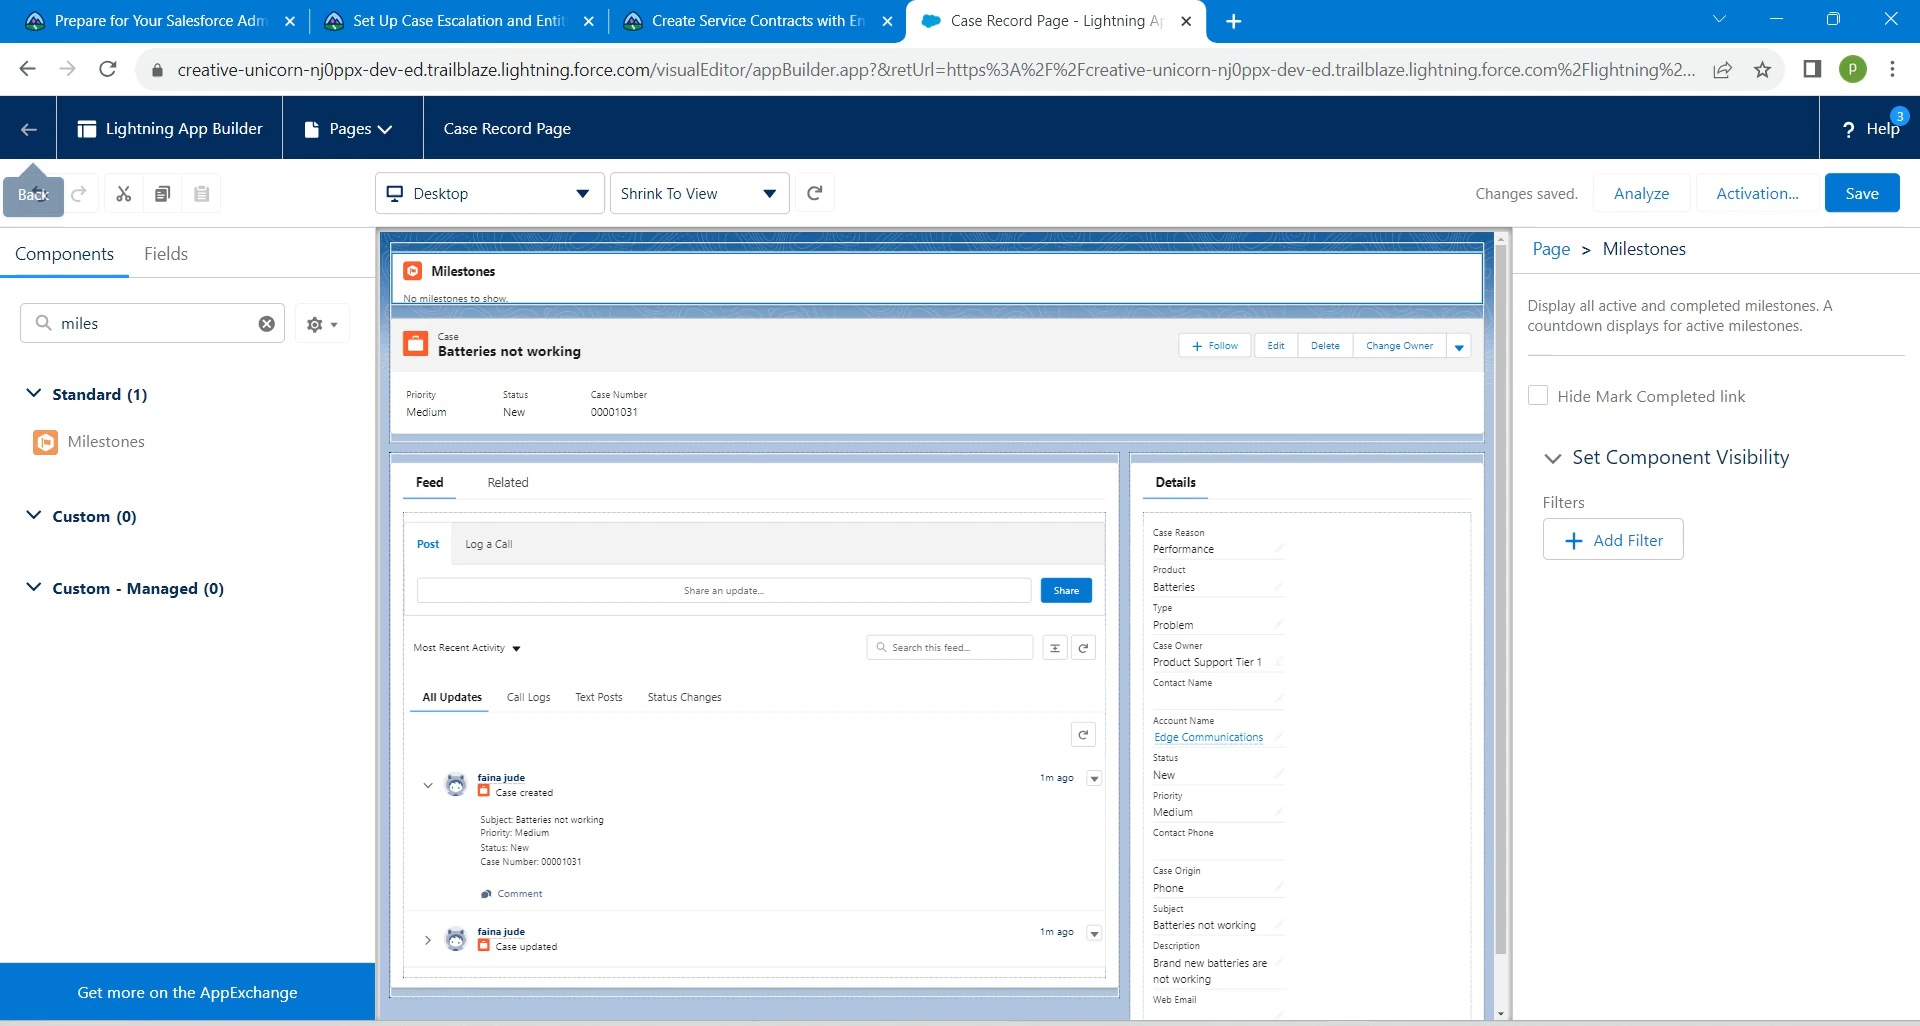 Prepare for Your Salesforce Adm
Set Up Case Escalation and Entit
Create Service Contracts with En
Case Record Page - Lightning Ap
creative-unicorn-nj0ppx-dev-ed.trailblaze.lightning.force.com/visualEditor/appBuilder.app?&retUrl=https%3A%2F%2Fcreative-unicorn-nj0ppx-dev-ed.trailblaze.lightning.force.com%2Flightning%2...
p
Lightning App Builder
Pages
Case Record Page
? Help
3
Back
Desktop
Shrink To View
Changes saved.
Analyze
Activation...
Save
Components
Fields
miles
Standard (1)
Milestones
Custom (0)
Custom - Managed (0)
Get more on the AppExchange
Milestones
No milestones to show.
Case
Batteries not working
+ Follow
Edit
Delete
Change Owner
Priority
Status
Case Number
Medium
New
00001031
Feed
Related
Post
Log a Call
Share an update...
Share
Most Recent Activity
Search this feed...
All Updates
Call Logs
Text Posts
Status Changes
faina jude
1m ago
Case created
Subject: Batteries not working
Priority: Medium
Status: New
Case Number: 00001031
Comment
faina jude
1m ago
Case updated
Details
Case Reason
Performance
Product
Batteries
Type
Problem
Case Owner
Product Support Tier 1
Contact Name
Account Name
Edge Communications
Status
New
Priority
Medium
Contact Phone
Case Origin
Phone
Subject
Batteries not working
Description
Brand new batteries are
not working
Web Email
Page > Milestones
Display all active and completed milestones. A
countdown displays for active milestones.
Hide Mark Completed link
Set Component Visibility
Filters
+ Add Filter